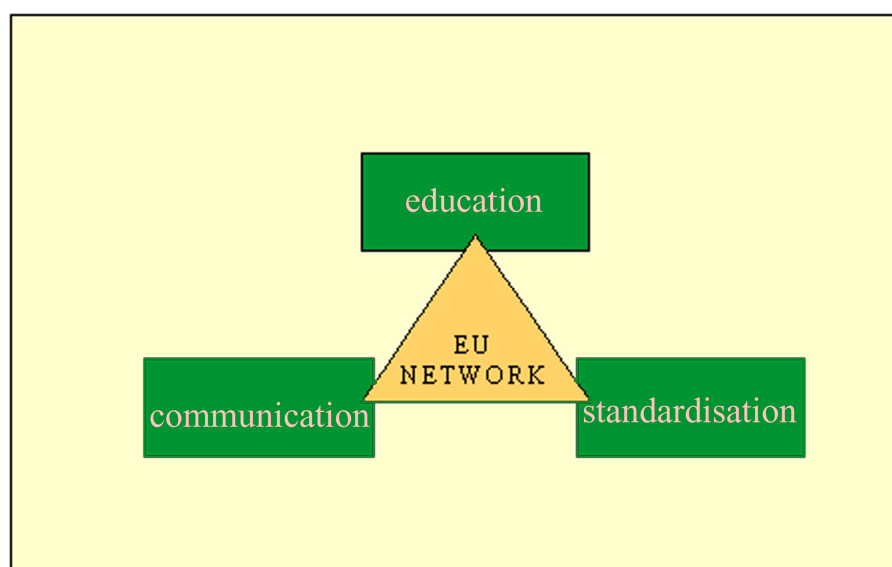 education
EU
NETWORK
communication
standardisation